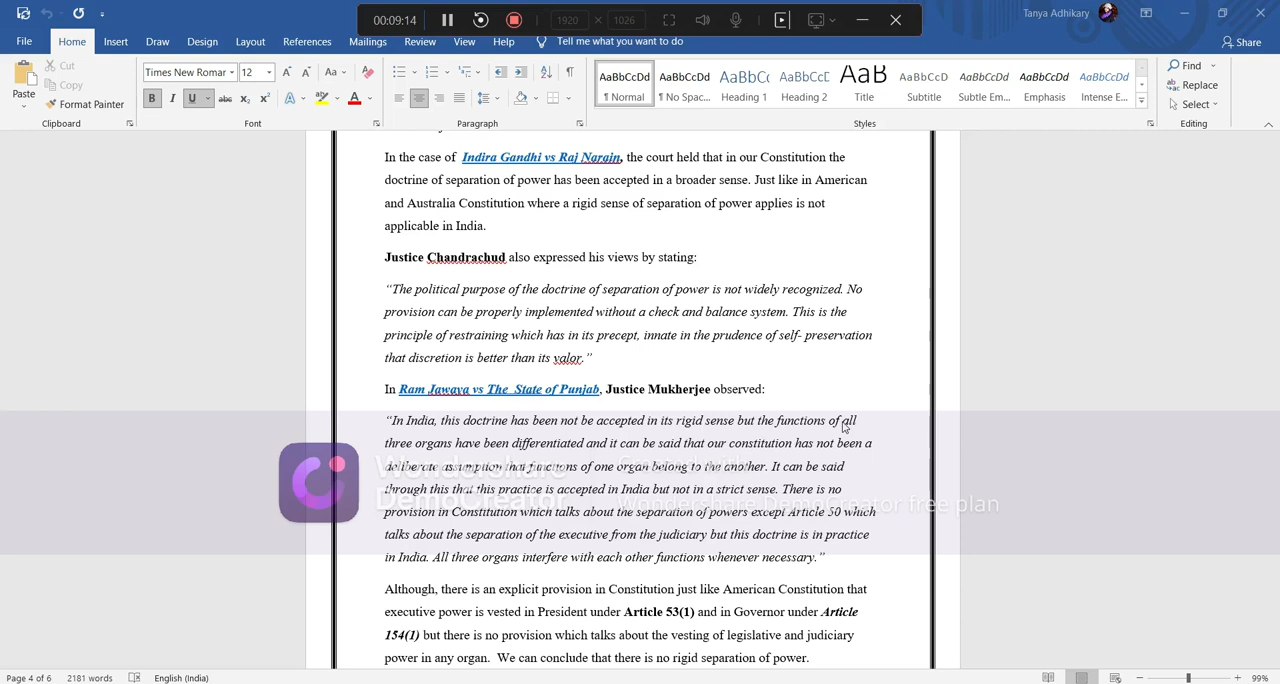 00:09:14 1920 × 1026
Tanya Adhikary
File Home Insert Draw Design Layout References Mailings Review View Help Tell me what you want to do Share
Paste Cut Copy Format Painter Clipboard
Times New Roman 12 Aa A B I U abc x₂ x² A A Font
Paragraph
AaBbCcDd ¶ Normal
AaBbCcDd ¶ No Spac...
AaBbCc Heading 1
AaBbCcD Heading 2
AaB Title
AaBbCcD Subtitle
AaBbCcDd Subtle Em...
AaBbCcDd Emphasis
AaBbCcDd Intense E...
Styles
Find
Replace
Select
Editing
In the case of Indira Gandhi vs Raj Narain, the court held that in our Constitution the
doctrine of separation of power has been accepted in a broader sense. Just like in American
and Australia Constitution where a rigid sense of separation of power applies is not
applicable in India.
Justice Chandrachud also expressed his views by stating:
“The political purpose of the doctrine of separation of power is not widely recognized. No
provision can be properly implemented without a check and balance system. This is the
principle of restraining which has in its precept, innate in the prudence of self- preservation
that discretion is better than its valor.”
In Ram Jawaya vs The State of Punjab, Justice Mukherjee observed:
“In India, this doctrine has been not be accepted in its rigid sense but the functions of all
three organs have been differentiated and it can be said that our constitution has not been a
deliberate assumption that functions of one organ belong to the another. It can be said
through this that this practice is accepted in India but not in a strict sense. There is no
provision in Constitution which talks about the separation of powers except Article 50 which
talks about the separation of the executive from the judiciary but this doctrine is in practice
in India. All three organs interfere with each other functions whenever necessary.”
Although, there is an explicit provision in Constitution just like American Constitution that
executive power is vested in President under Article 53(1) and in Governor under Article
154(1) but there is no provision which talks about the vesting of legislative and judiciary
power in any organ. We can conclude that there is no rigid separation of power.
Wondershare
DemoCreator
Created with
Wondershare DemoCreator free plan
Page 4 of 6 2181 words English (India) 99%